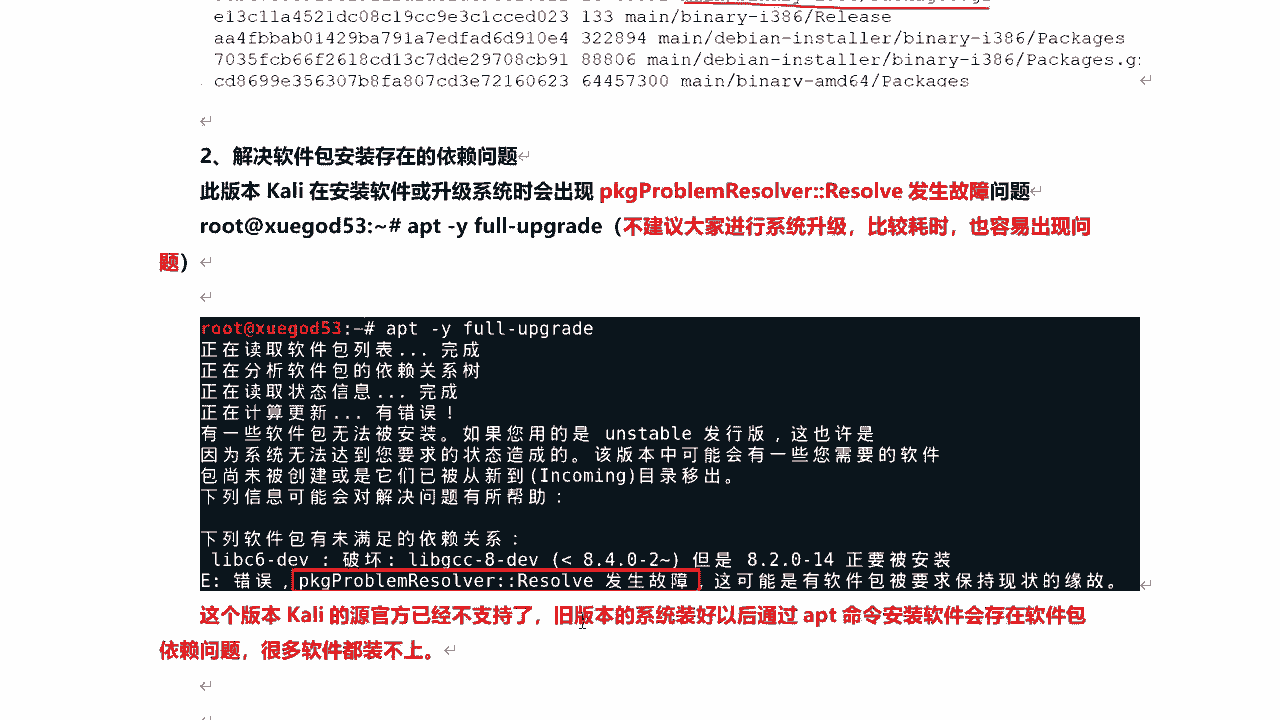 e13c11a4521dc08c19cc9e3c1cced023 133 main/binary-i386/Release
aa4fbbab01429ba791a7edfad6d910e4 322894 main/debian-installer/binary-i386/Packages
7035fcb66f2618cd13c7dde29708cb91 88806 main/debian-installer/binary-i386/Packages.g
cd8699e356307b8fa807cd3e72160623 64457300 main/binary-amd64/Packages
2、解决软件包安装存在的依赖问题
此版本 Kali 在安装软件或升级系统时会出现 pkgProblemResolver::Resolve 发生故障问题
root@xuegod53:~# apt -y full-upgrade（不建议大家进行系统升级，比较耗时，也容易出现问
题）
root@xuegod53:~# apt -y full-upgrade
正在读取软件包列表... 完成
正在分析软件包的依赖关系树
正在读取状态信息... 完成
正在计算更新... 有错误！
有一些软件包无法被安装。如果您用的是 unstable 发行版，这也许是
因为系统无法达到您要求的状态造成的。该版本中可能会有一些您需要的软件
包尚未被创建或是它们已被从新到(Incoming)目录移出。
下列信息可能会对解决问题有所帮助：
下列软件包有未满足的依赖关系：
libc6-dev : 破坏: libgcc-8-dev (< 8.4.0-2~) 但是 8.2.0-14 正要被安装
E: 错误，pkgProblemResolver::Resolve 发生故障，这可能是有软件包被要求保持现状的缘故。
这个版本 Kali 的源官方已经不支持了，旧版本的系统装好以后通过 apt 命令安装软件会存在软件包
依赖问题，很多软件都装不上。